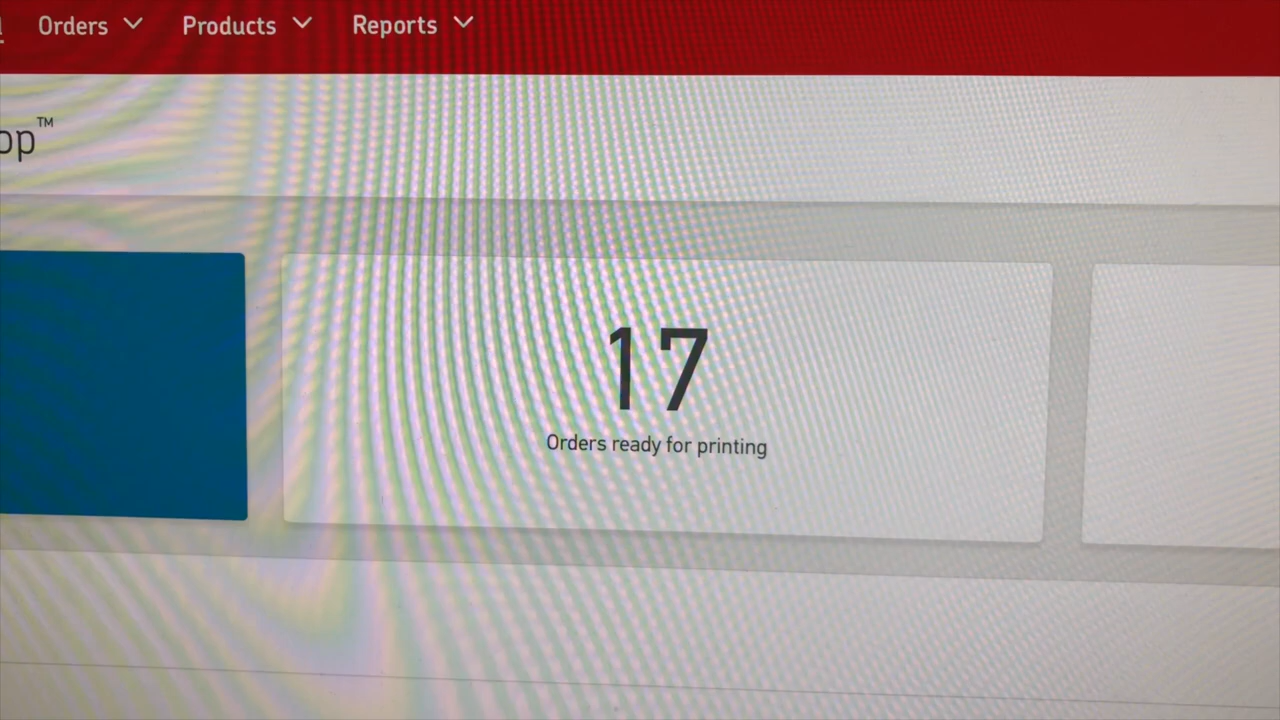 Orders
Products
Reports
op™
17
Orders ready for printing